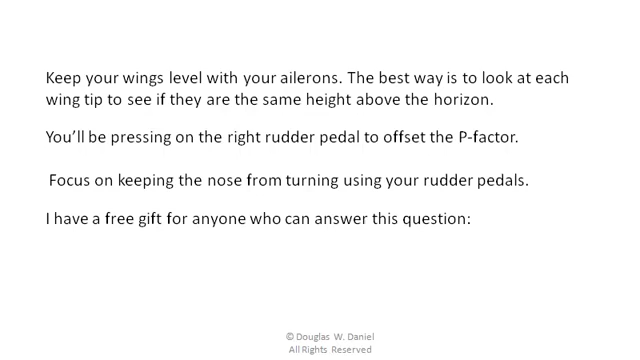 Keep your wings level with your ailerons. The best way is to look at each
wing tip to see if they are the same height above the horizon.
You’ll be pressing on the right rudder pedal to offset the P-factor.
Focus on keeping the nose from turning using your rudder pedals.
I have a free gift for anyone who can answer this question:
© Douglas W. Daniel
All Rights Reserved